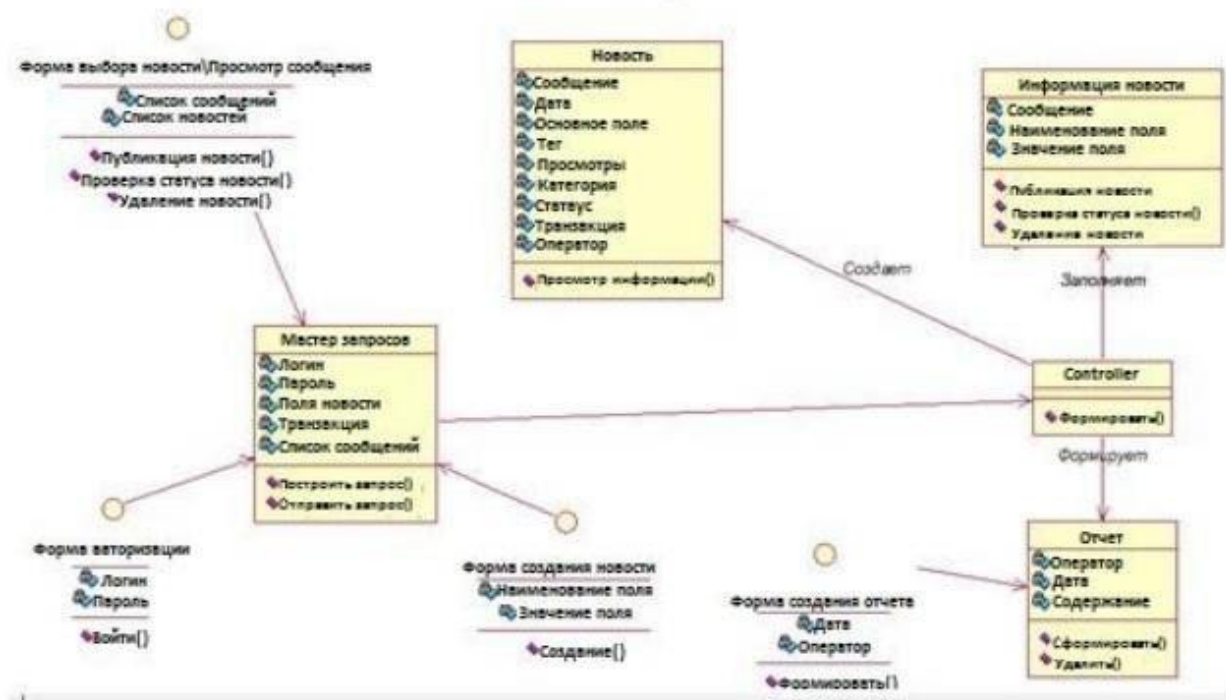 Форма выбора новости\Просмотр сообщения
Список сообщений
Список новостей
Публикация новости()
Проверка статуса новости()
Удаление новости()
Новость
Сообщение
Дата
Основное поле
Тег
Просмотры
Категория
Статвус
Транзакция
Оператор
Просмотр информации()
Информация новости
Сообщение
Наименование поля
Значение поля
Публикация новости
Проверка статуса новости()
Удаление новости
Создает
Заполняет
Мастер запросов
Логин
Пароль
Поля новости
Транзакция
Список сообщений
Построить запрос()
Отправить запрос()
Controller
Формировать()
Формирует
Форма авторизации
Логин
Пароль
Войти()
Форма создания новости
Наименование поля
Значение поля
Создание()
Форма создания отчета
Дата
Оператор
Формировать()
Отчет
Оператор
Дата
Содержание
Сформировать()
Удалить()